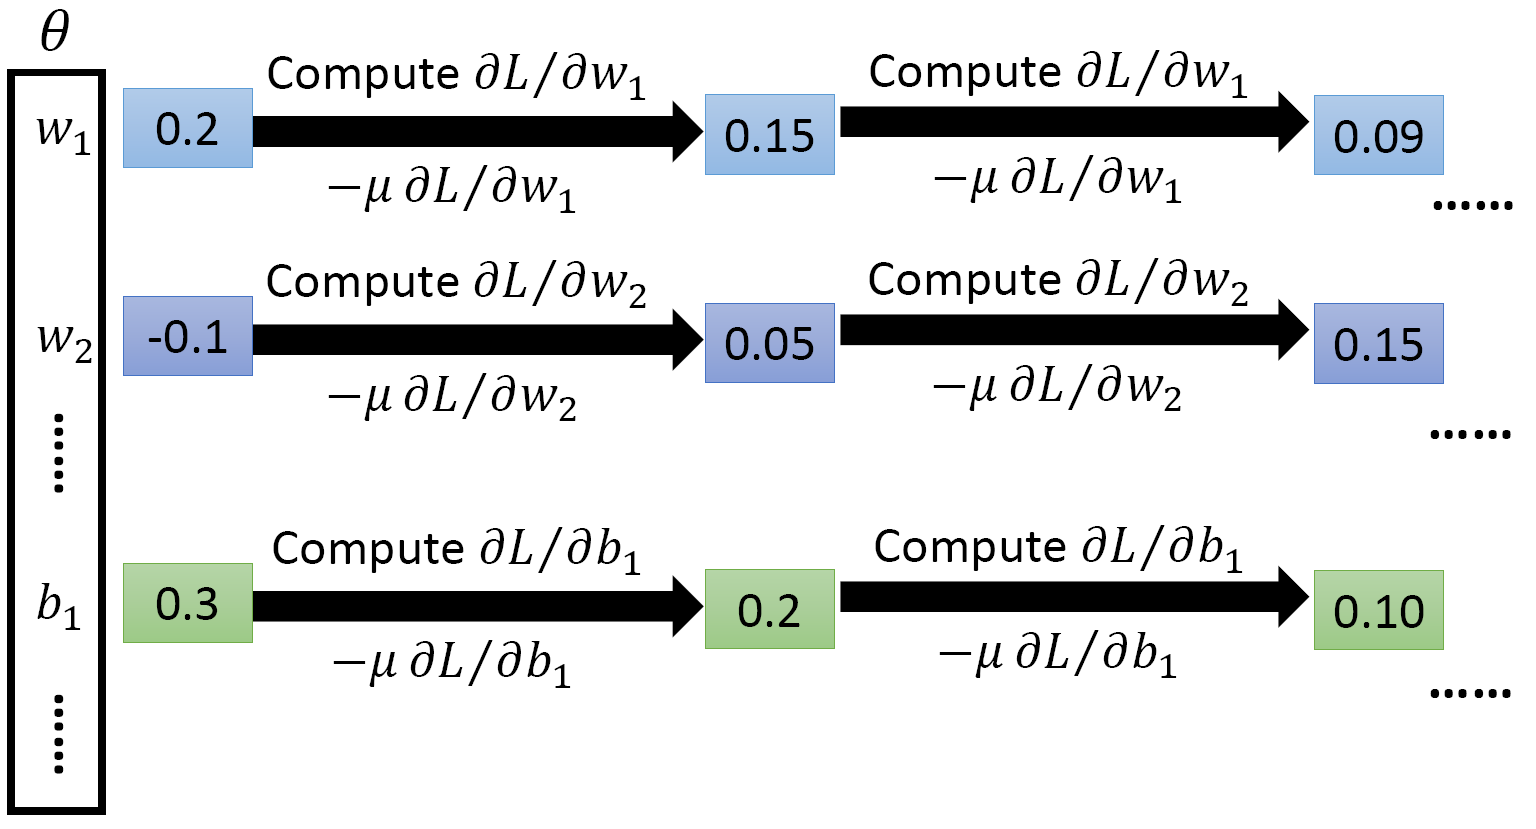 θ
w₁
0.2
Compute ∂L/∂w₁
−μ ∂L/∂w₁
0.15
Compute ∂L/∂w₁
−μ ∂L/∂w₁
0.09
……
w₂
-0.1
Compute ∂L/∂w₂
−μ ∂L/∂w₂
0.05
Compute ∂L/∂w₂
−μ ∂L/∂w₂
0.15
……
……
b₁
0.3
Compute ∂L/∂b₁
−μ ∂L/∂b₁
0.2
Compute ∂L/∂b₁
−μ ∂L/∂b₁
0.10
……
……